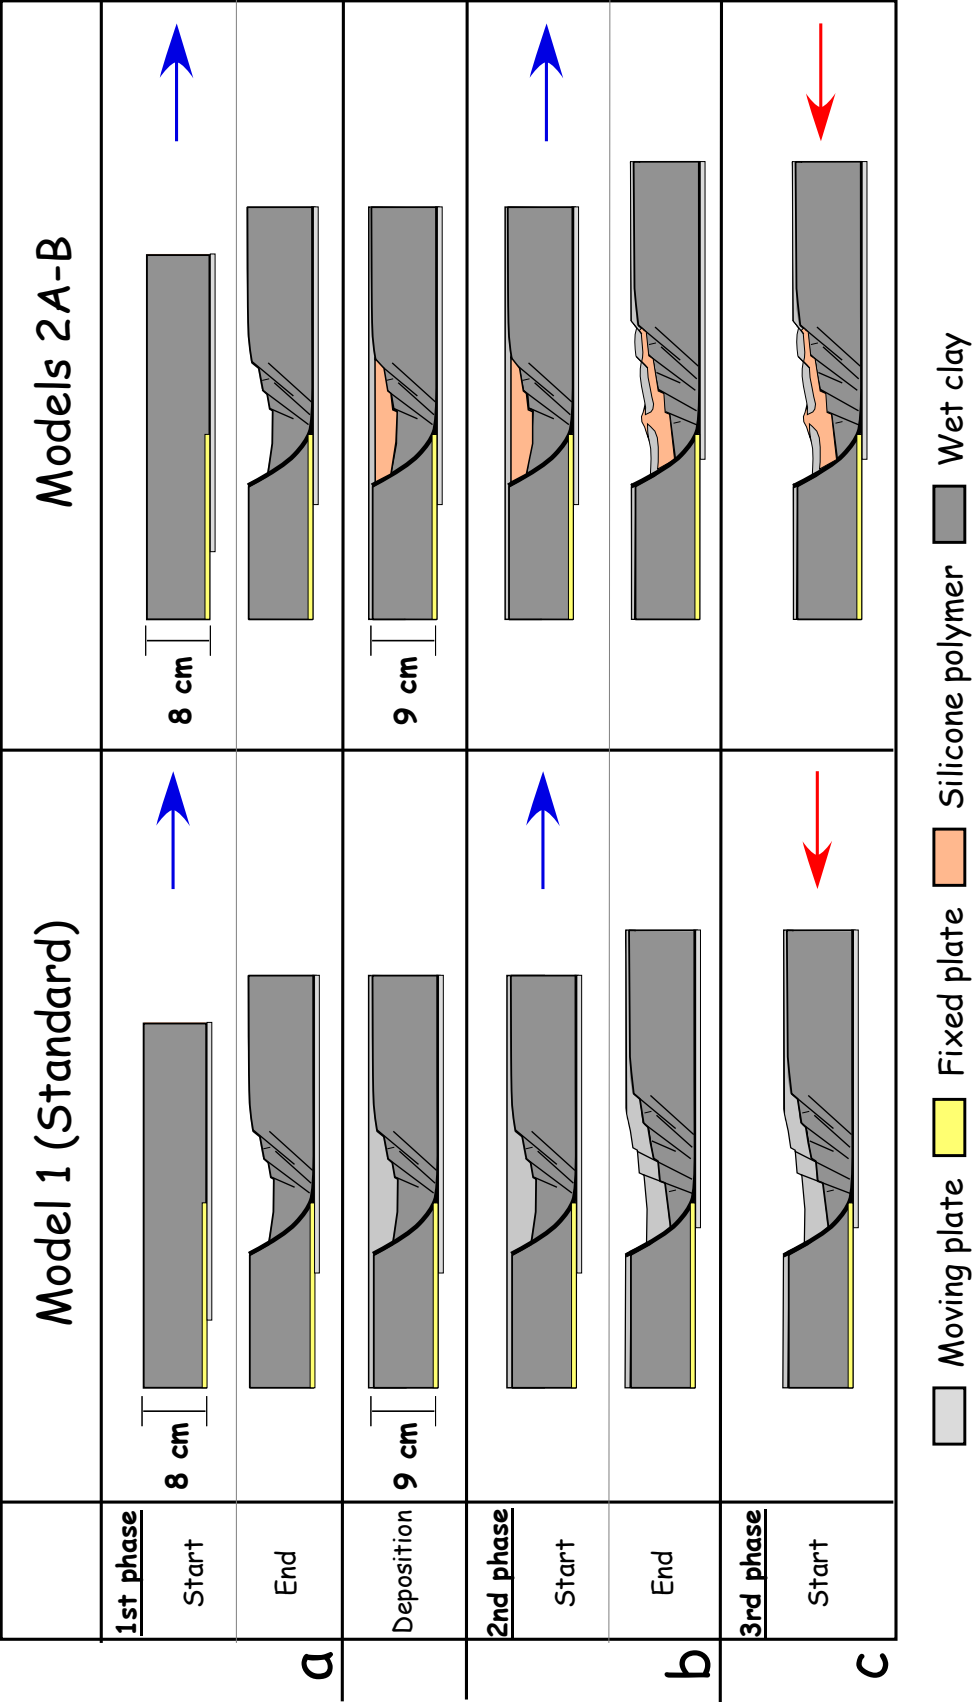 Model 1 (Standard)
Models 2A-B
1st phase
Start
8 cm
8 cm
End
a
Deposition
9 cm
9 cm
2nd phase
Start
End
b
3rd phase
Start
c
Moving plate
Fixed plate
Silicone polymer
Wet clay